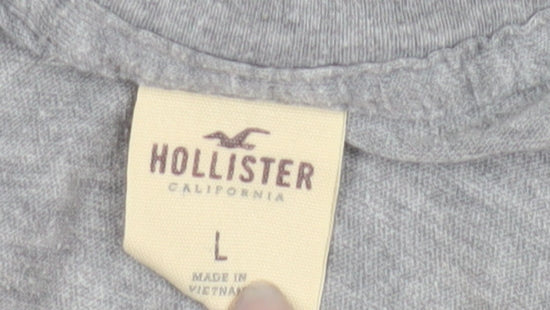 HOLLISTER
CALIFORNIA
L
MADE IN
VIETNAM